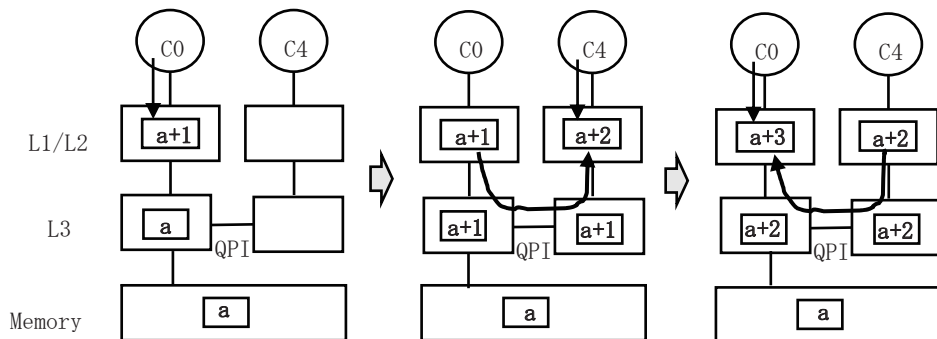 C0 C4 C0 C4 C0 C4
L1/L2 a+1 a+1 a+2 a+3 a+2
L3 a a+1 a+1 a+2 a+2
QPI QPI QPI
Memory a a a